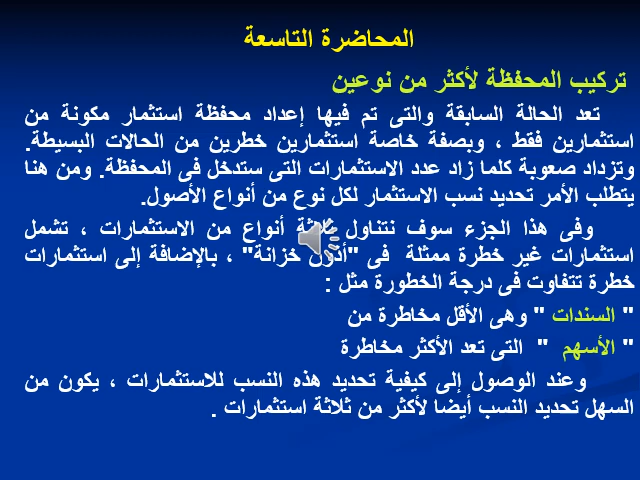 المحاضرة التاسعة
تركيب المحفظة لأكثر من نوعين
تعد الحالة السابقة والتى تم فيها إعداد محفظة استثمار مكونة من
استثمارين فقط ، وبصفة خاصة استثمارين خطرين من الحالات البسيطة.
وتزداد صعوبة كلما زاد عدد الاستثمارات التى ستدخل فى المحفظة. ومن هنا
يتطلب الأمر تحديد نسب الاستثمار لكل نوع من أنواع الأصول.
وفى هذا الجزء سوف نتناول ثلاثة أنواع من الاستثمارات ، تشمل
استثمارات غير خطرة ممثلة فى "أذون خزانة" ، بالإضافة إلى استثمارات
خطرة تتفاوت فى درجة الخطورة مثل :
" السندات " وهى الأقل مخاطرة من
" الأسهم " التى تعد الأكثر مخاطرة
وعند الوصول إلى كيفية تحديد هذه النسب للاستثمارات ، يكون من
السهل تحديد النسب أيضا لأكثر من ثلاثة استثمارات .